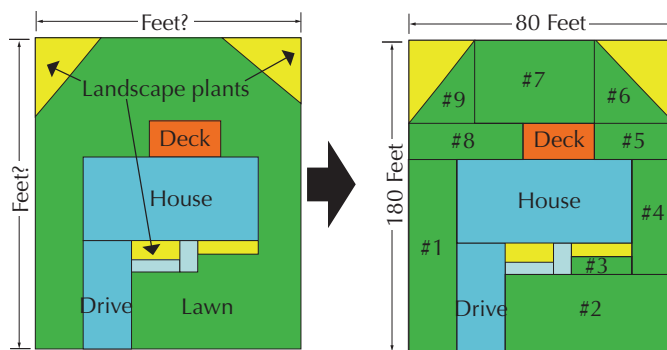 Feet?
Feet?
Landscape plants
Deck
House
Drive
Lawn
80 Feet
180 Feet
#9
#7
#6
#8
Deck
#5
#1
House
#4
#3
Drive
#2